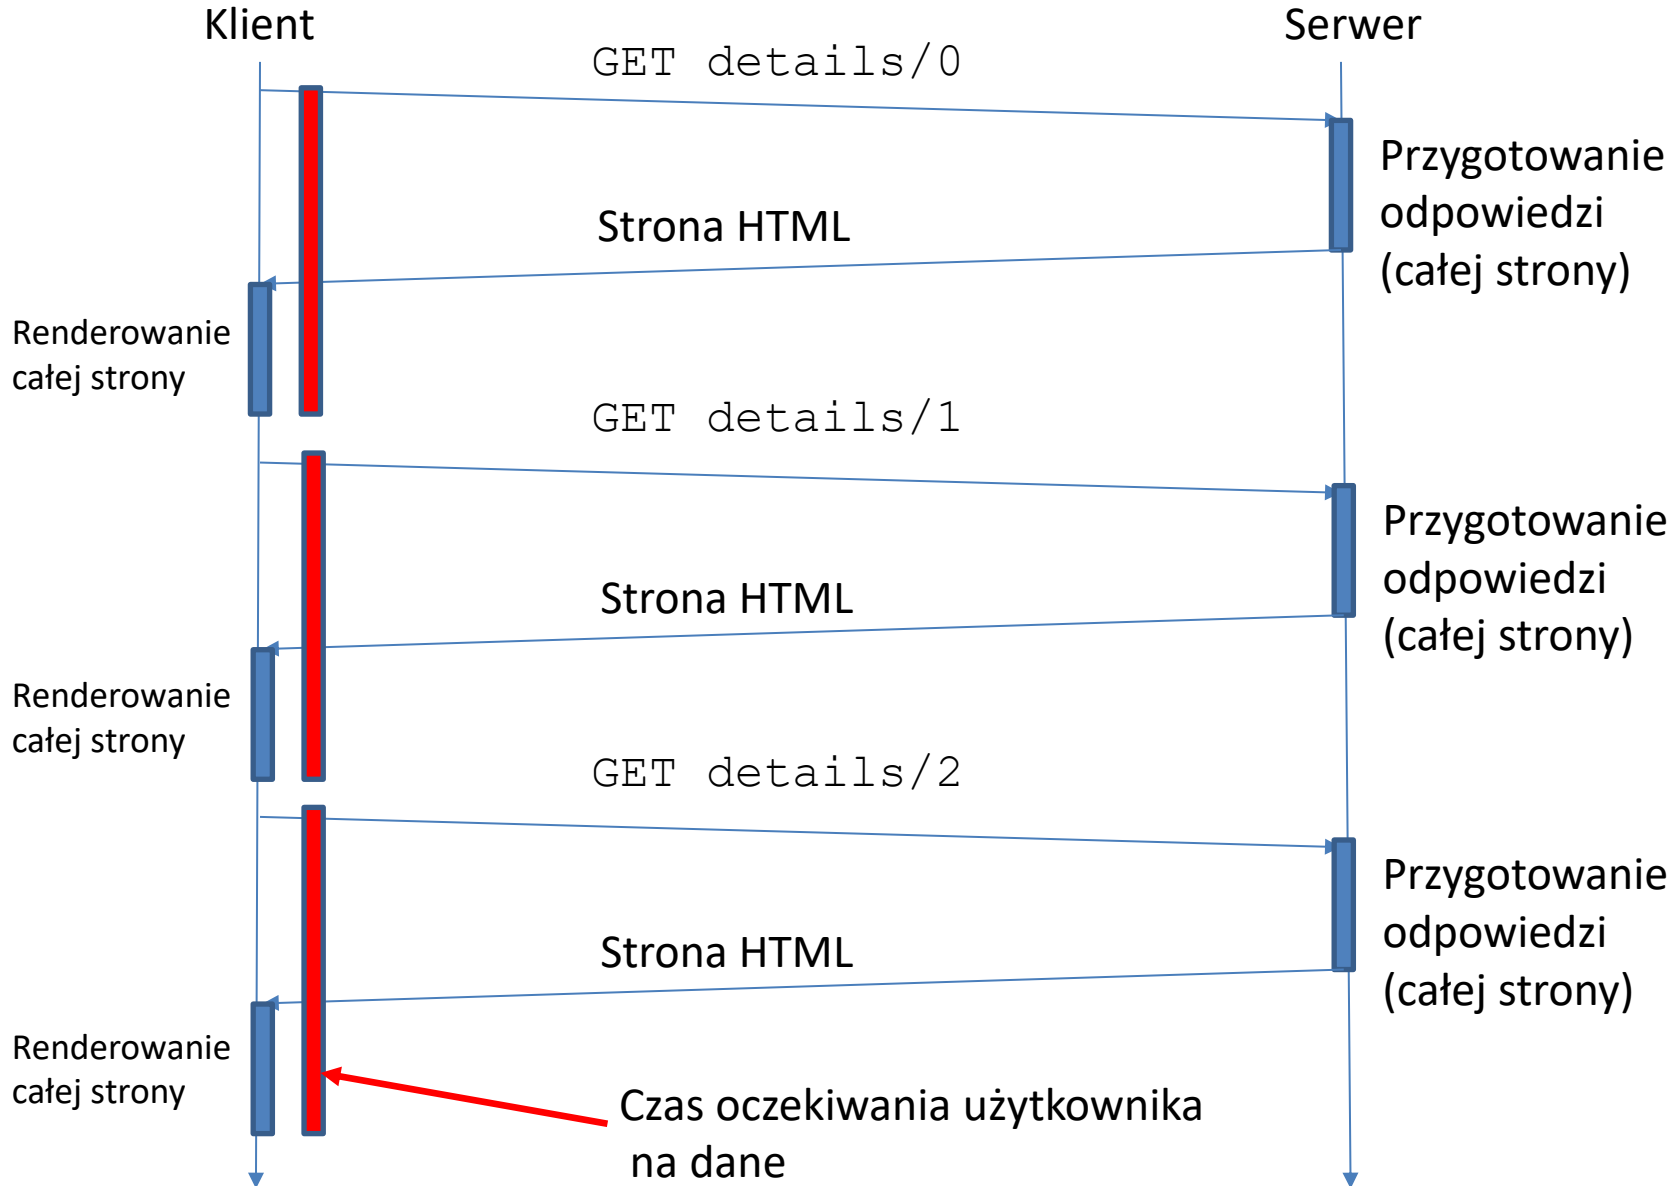 Klient
Serwer
GET details/0
Przygotowanie
odpowiedzi
(całej strony)
Strona HTML
Renderowanie
całej strony
GET details/1
Przygotowanie
odpowiedzi
(całej strony)
Strona HTML
Renderowanie
całej strony
GET details/2
Przygotowanie
odpowiedzi
(całej strony)
Strona HTML
Renderowanie
całej strony
Czas oczekiwania użytkownika
na dane